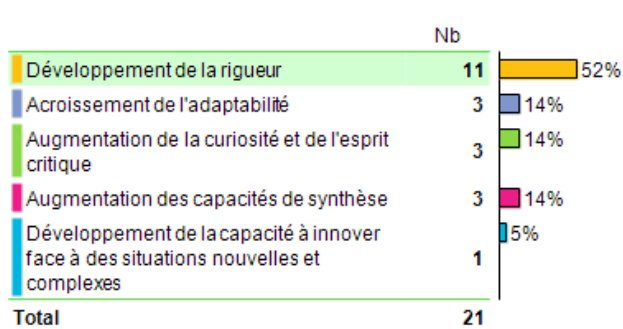 Nb
Développement de la rigueur 11 52%
Acroissement de l'adaptabilité 3 14%
Augmentation de la curiosité et de l'esprit
critique 3 14%
Augmentation des capacités de synthèse 3 14%
Développement de la capacité à innover 5%
face à des situations nouvelles et 1
complexes
Total 21